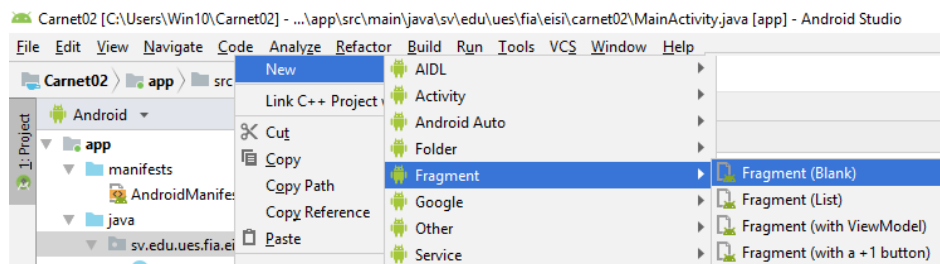 Carnet02 [C:\Users\Win10\Carnet02] - ...\app\src\main\java\sv\edu\ues\fia\eisi\carnet02\MainActivity.java [app] - Android Studio
File Edit View Navigate Code Analyze Refactor Build Run Tools VCS Window Help
Carnet02 app src
1: Project
Android
app
manifests
AndroidManifes
java
sv.edu.ues.fia.ei
New
Link C++ Project
Cut
Copy
Copy Path
Copy Reference
Paste
AIDL
Activity
Android Auto
Folder
Fragment
Google
Other
Service
Fragment (Blank)
Fragment (List)
Fragment (with ViewModel)
Fragment (with a +1 button)